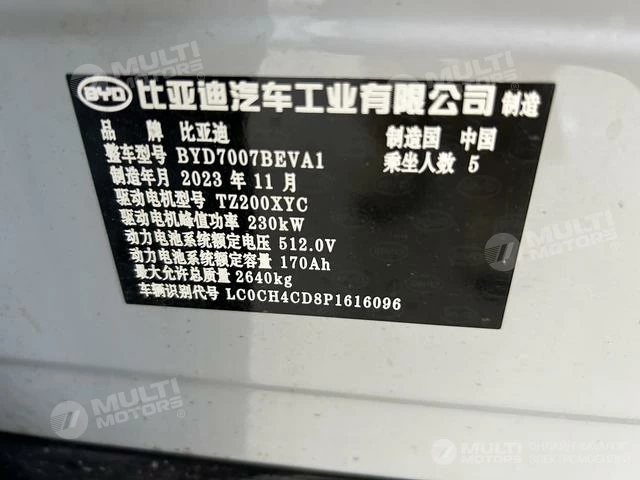 BYD 比亚迪汽车工业有限公司 制造
品牌 比亚迪 制造国 中国
整车型号 BYD7007BEVA1 乘坐人数 5
制造年月 2023 年 11 月
驱动电机型号 TZ200XYC
驱动电机峰值功率 230kW
动力电池系统额定电压 512.0V
动力电池系统额定容量 170Ah
最大允许总质量 2640kg
车辆识别代号 LC0CH4CD8P1616096
MULTI MOTORS
MULTI MOTORS
MULTI MOTORS
MULTI MOTORS
MULTI MOTORS
MULTI MOTORS